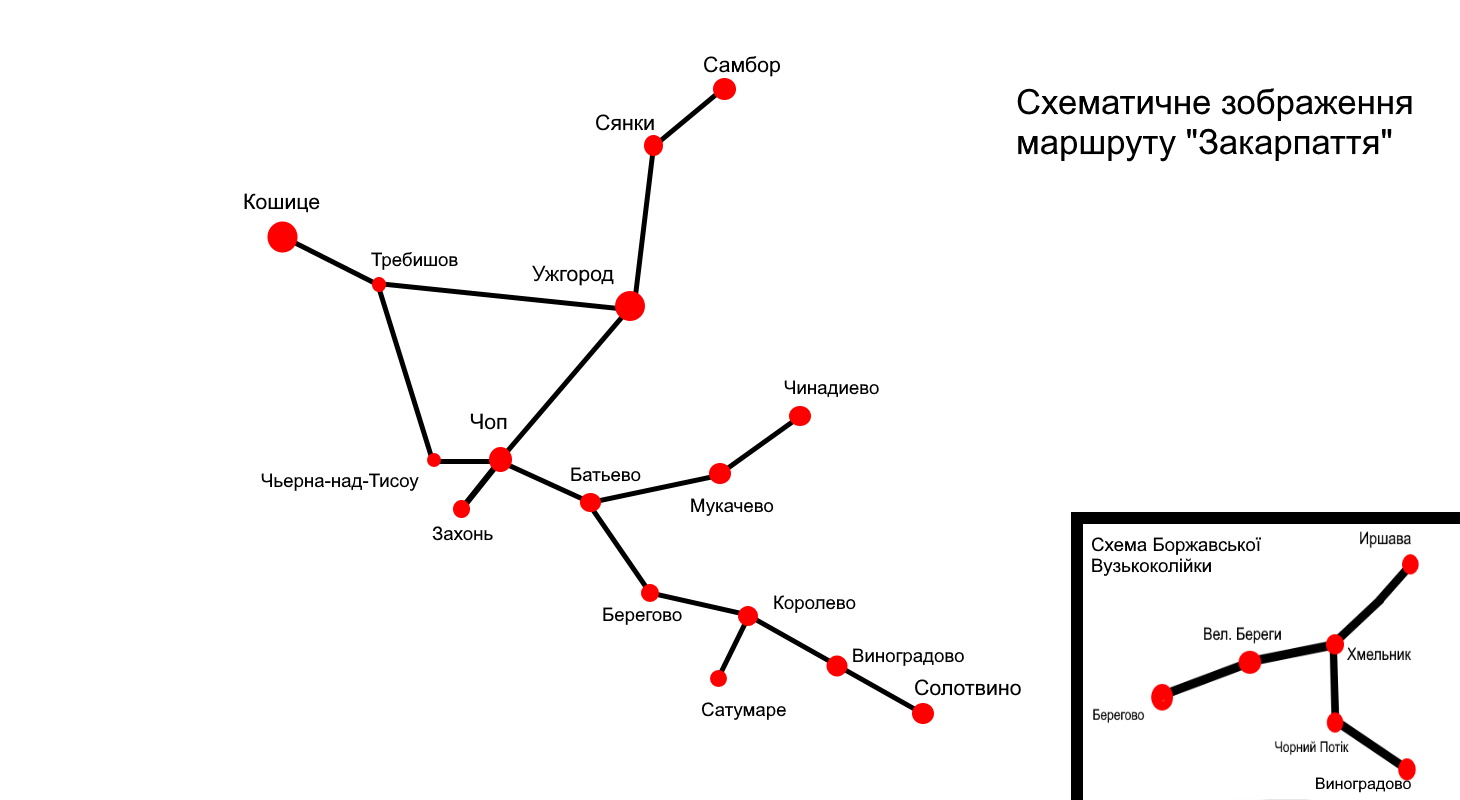 Самбор
Схематичне зображення
маршруту "Закарпаття"
Сянки
Кошице
Требишов
Ужгород
Чинадиево
Чоп
Батьево
Чьерна-над-Тисоу
Мукачево
Захонь
Берегово
Королево
Виноградово
Солотвино
Сатумаре
Схема Боржавської
Вузькоколійки
Иршава
Вел. Береги
Хмельник
Берегово
Чорний Потік
Виноградово